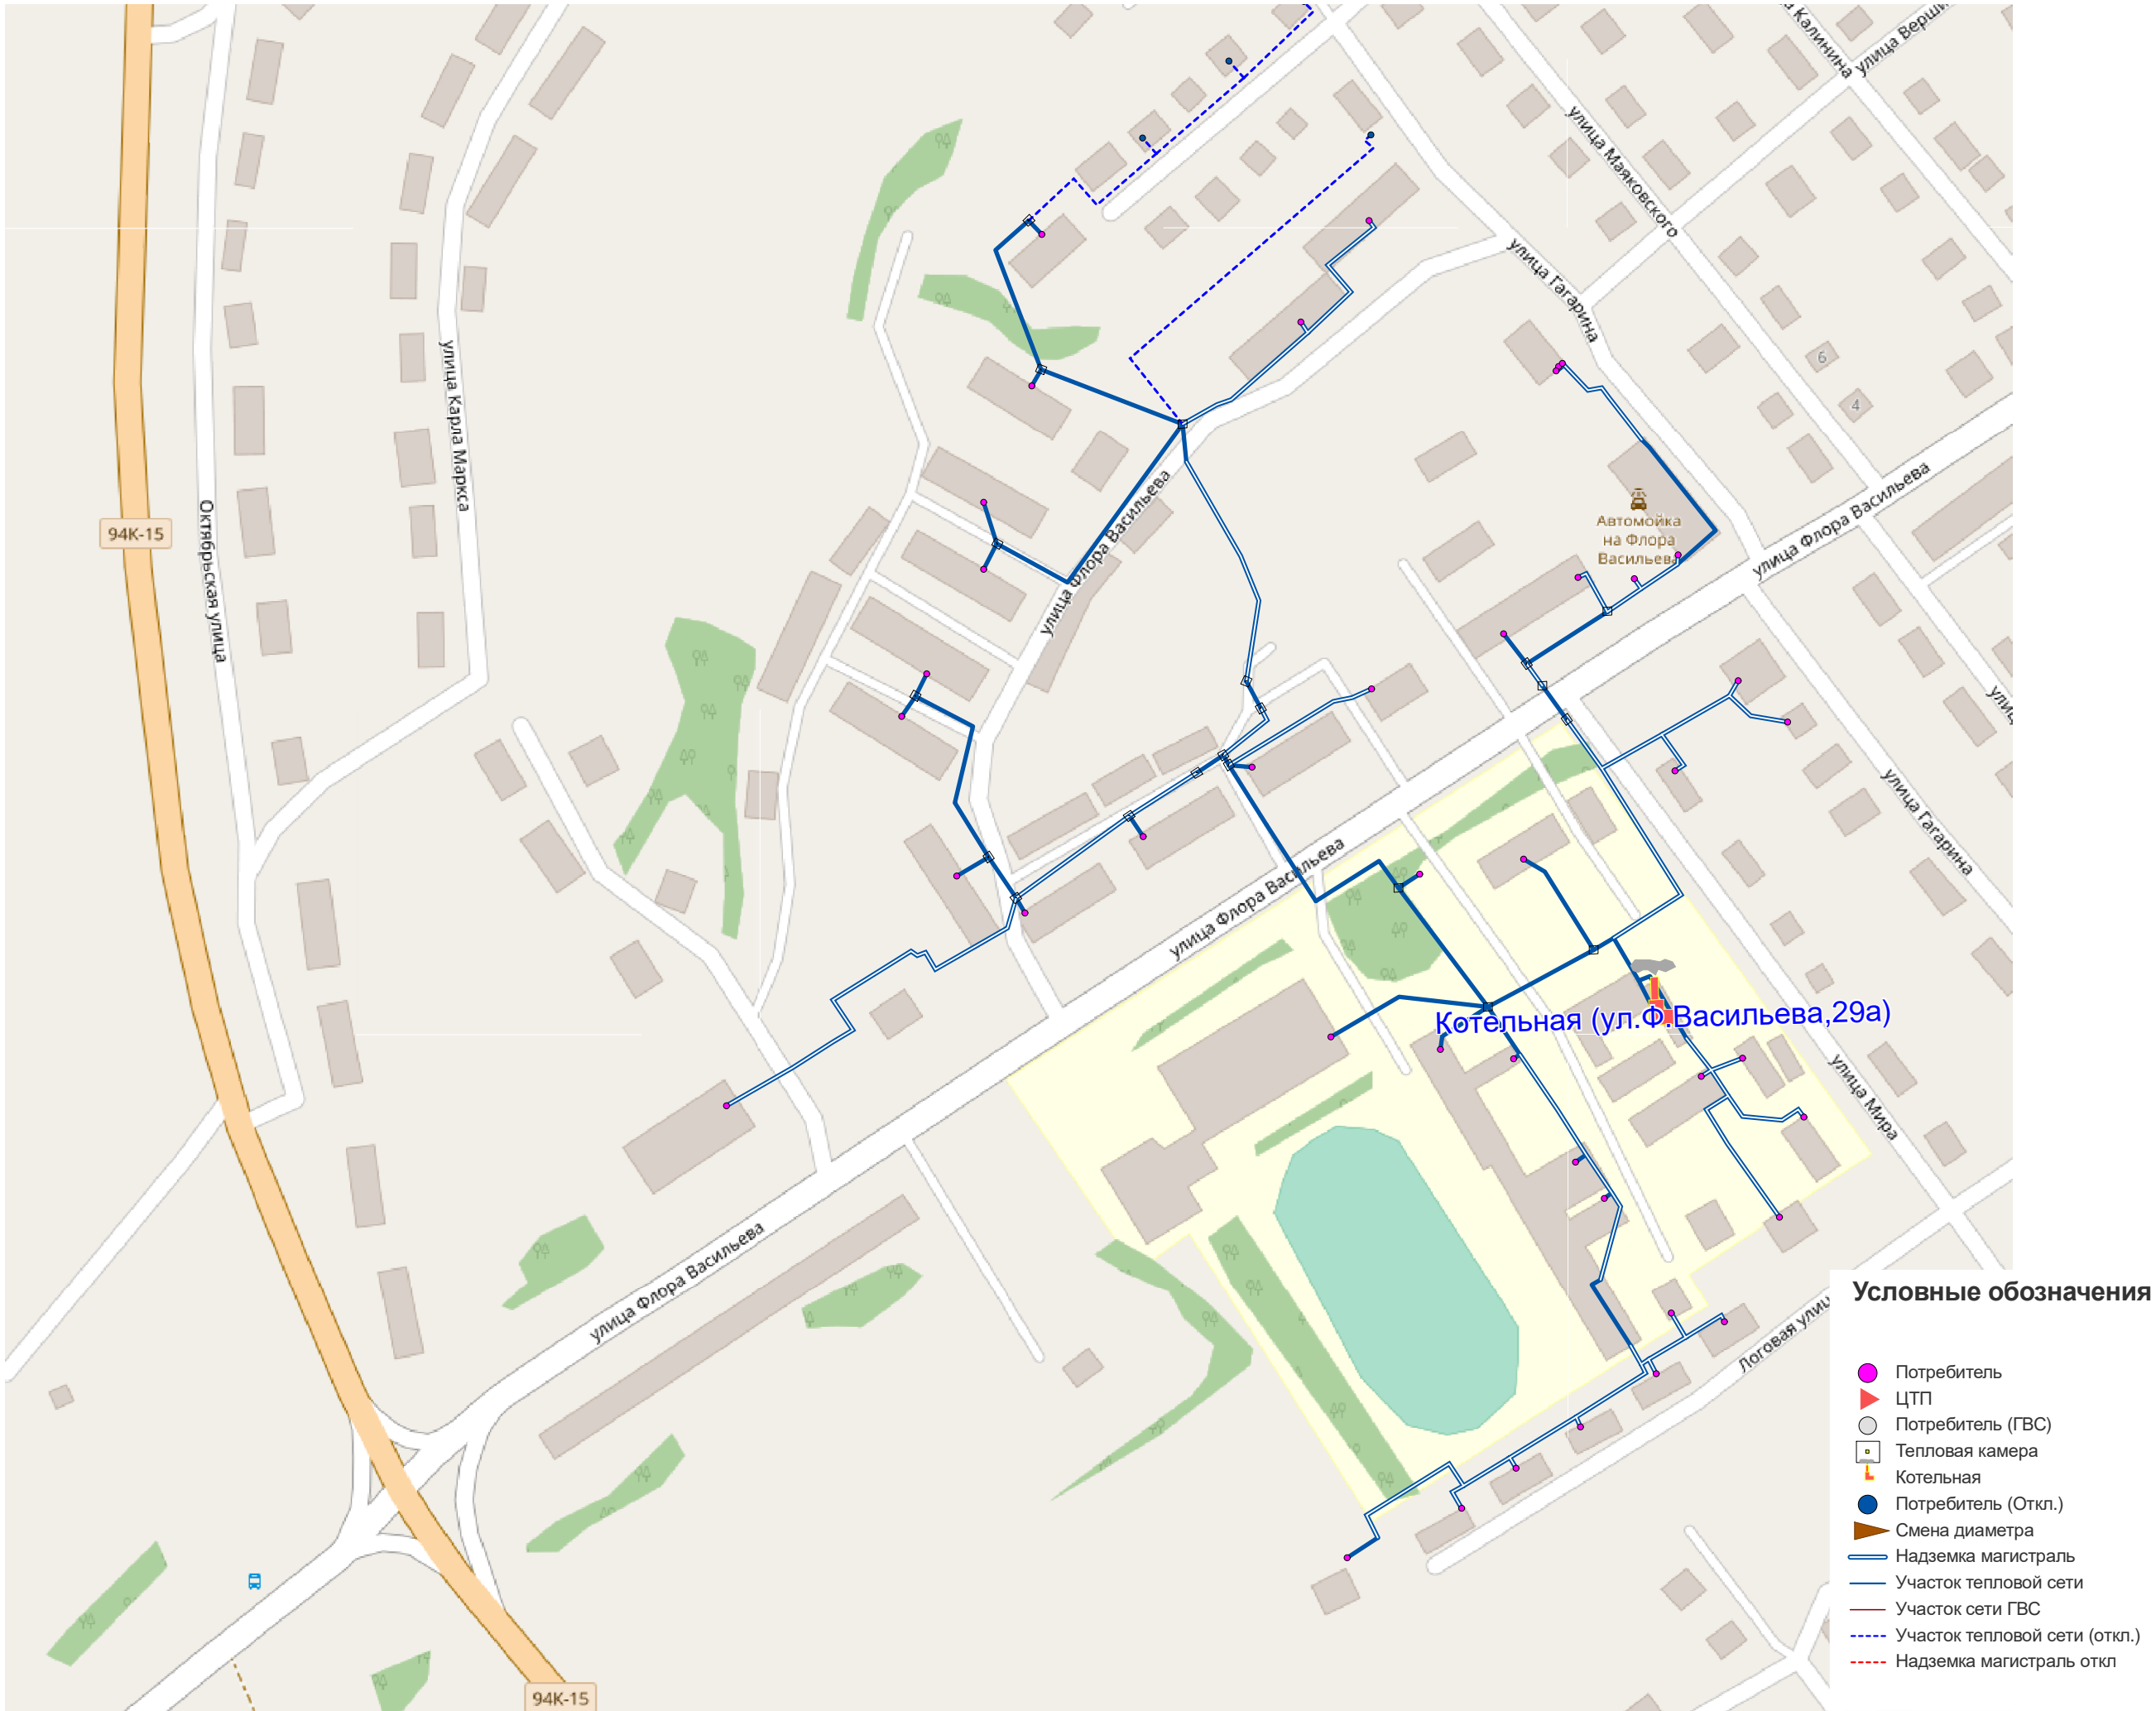 а Калинина
улица Верши
улица Маяковского
улица Гагарина
6
4
улица Карла Маркса
Октябрьская улица
94К-15
улица Флора Васильева
Автомойка
на Флора
Васильева
улица Флора Васильева
улица Гагарина
улица Флора Васильева
Котельная (ул.Ф.Васильева,29а)
улица Мира
улица Флора Васильева
Логовая улиц
94К-15
Условные обозначения
Потребитель
ЦТП
Потребитель (ГВС)
Тепловая камера
Котельная
Потребитель (Откл.)
Смена диаметра
Надземка магистраль
Участок тепловой сети
Участок сети ГВС
Участок тепловой сети (откл.)
Надземка магистраль откл